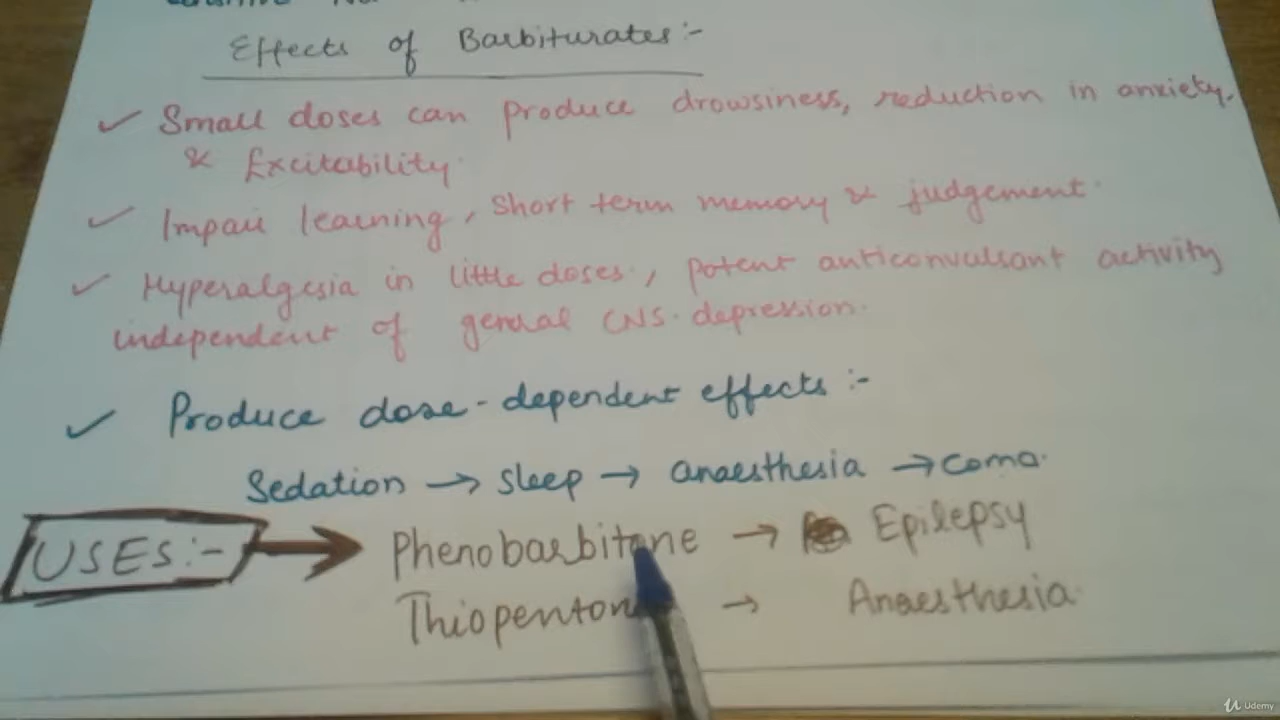 Effects of Barbiturates:-
✓ Small doses can produce drowsiness, reduction in anxiety,
& Excitability.
✓ Impair learning, Short term memory & judgement.
✓ Hyperalgesia in little doses, potent anticonvulsant activity
independent of general CNS depression.
✓ Produce dose-dependent effects:-
Sedation → sleep → anaesthesia → coma.
USES:- → Phenobarbitone → Epilepsy
Thiopenton → Anaesthesia
Udemy